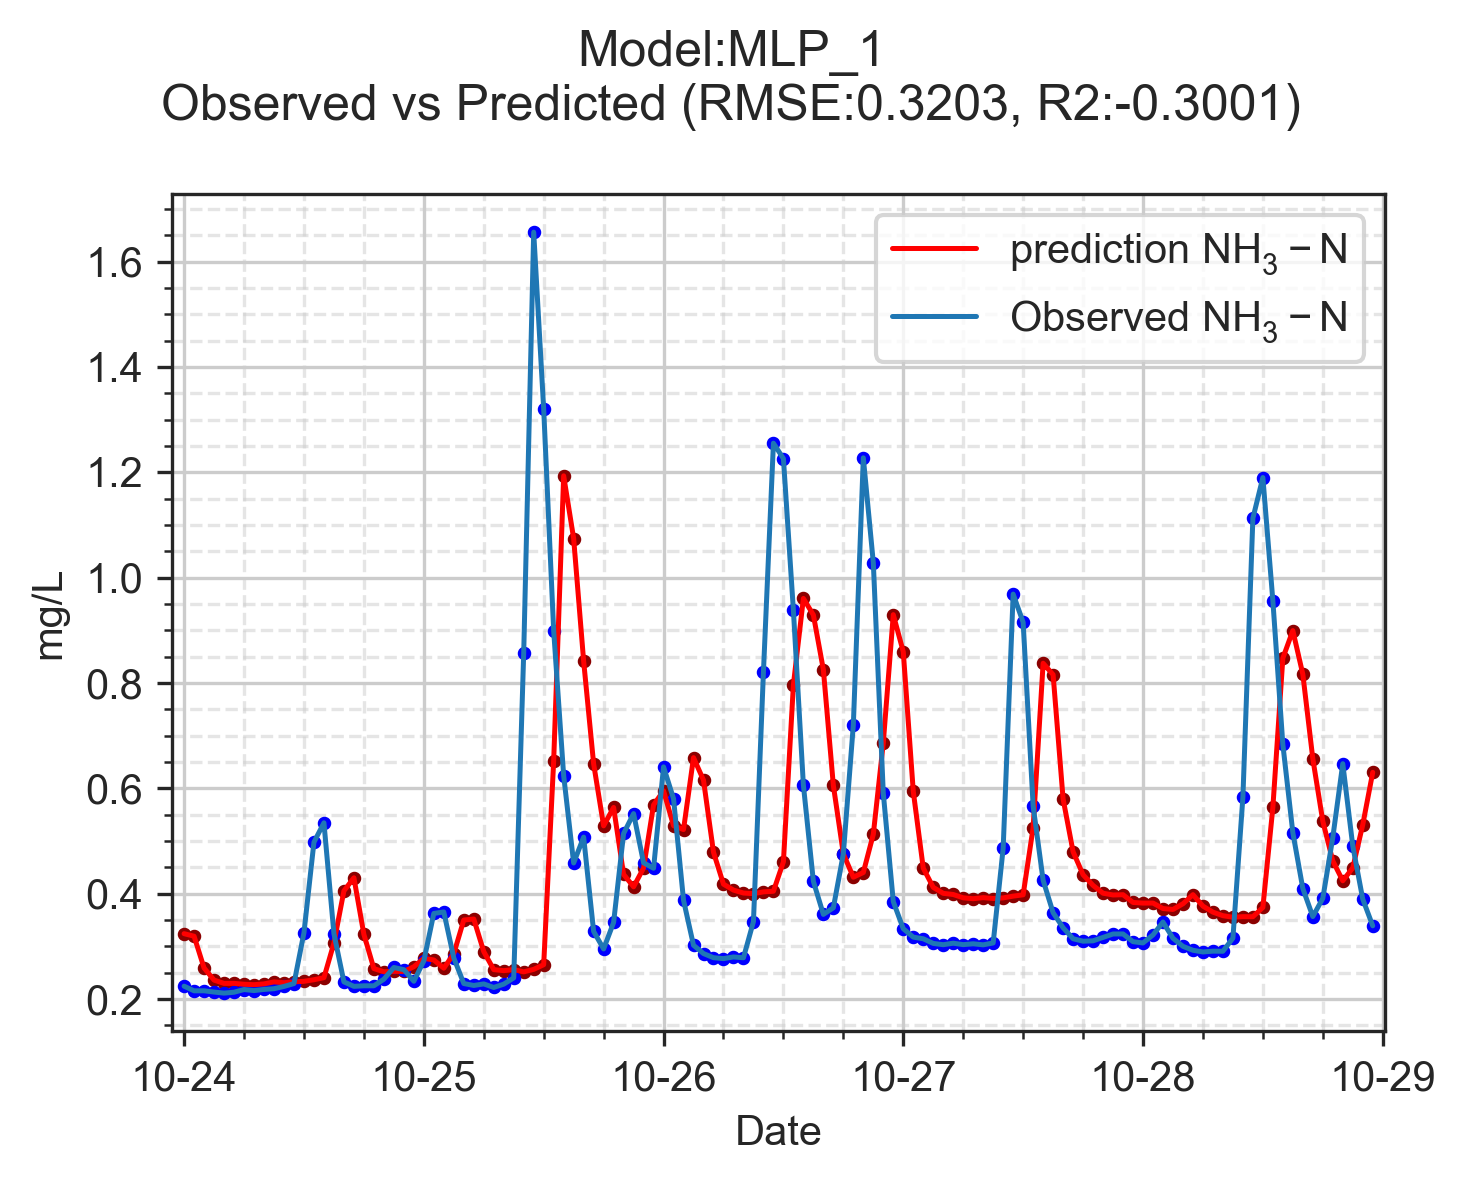 Model:MLP_1
Observed vs Predicted (RMSE:0.3203, R2:-0.3001)
prediction NH₃ − N
Observed NH₃ − N
1.6
1.4
1.2
1.0
0.8
0.6
0.4
0.2
mg/L
10-24 10-25 10-26 10-27 10-28 10-29
Date